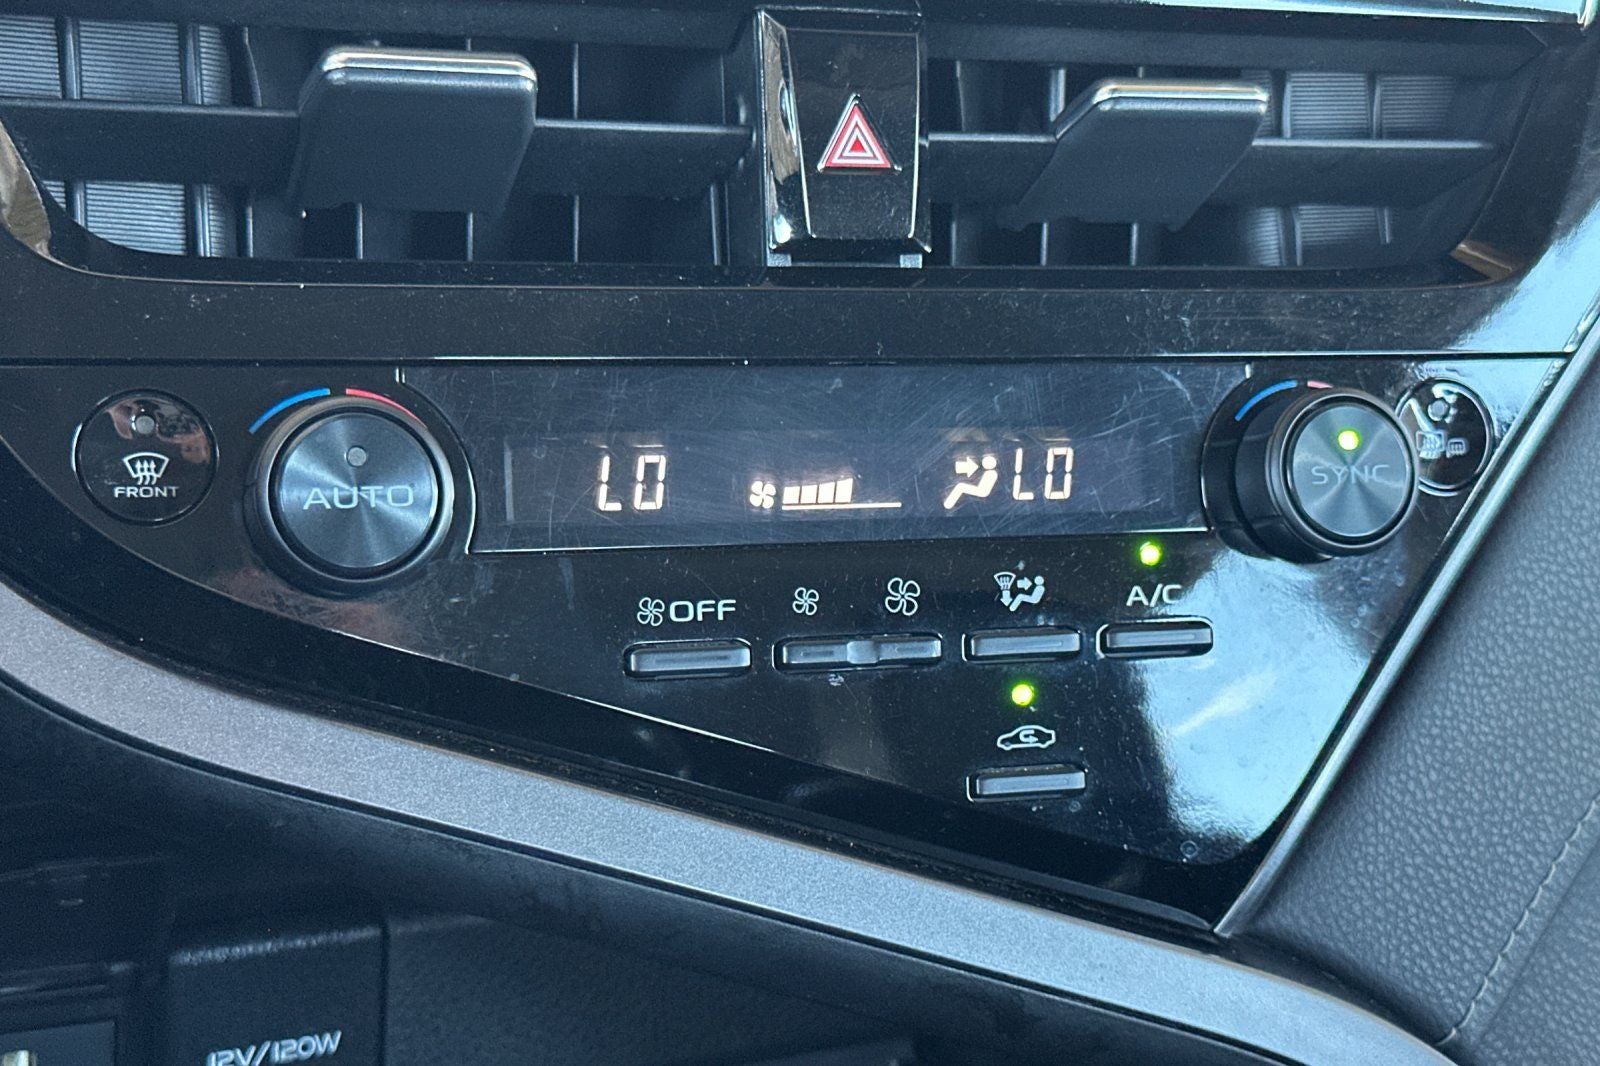 FRONT
AUTO
LO
LO
SYNC
OFF
A/C
12V/120W